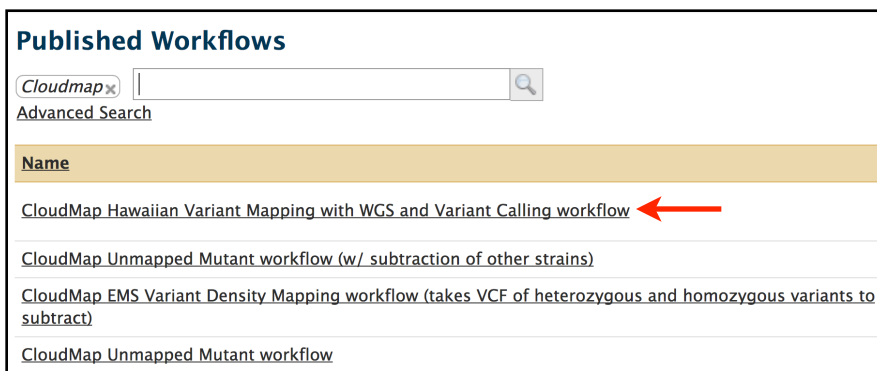 Published Workflows
Cloudmap x
Advanced Search
Name
CloudMap Hawaiian Variant Mapping with WGS and Variant Calling workflow
CloudMap Unmapped Mutant workflow (w/ subtraction of other strains)
CloudMap EMS Variant Density Mapping workflow (takes VCF of heterozygous and homozygous variants to
subtract)
CloudMap Unmapped Mutant workflow